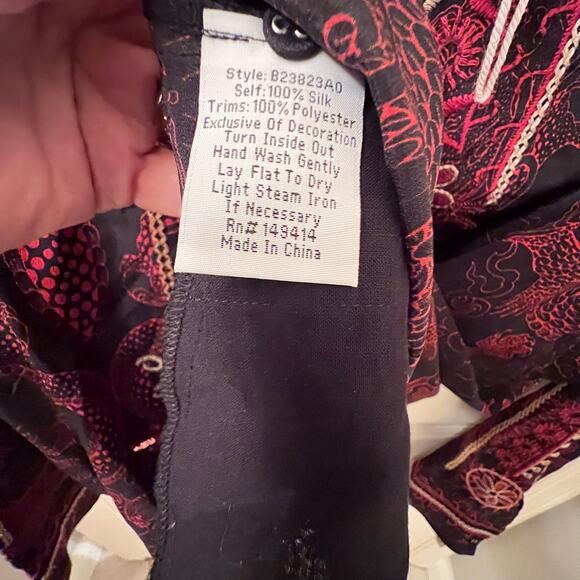 Style: B23823A0
Self: 100% Silk
Trims: 100% Polyester
Exclusive Of Decoration
Turn Inside Out
Hand Wash Gently
Lay Flat To Dry
Light Steam Iron
If Necessary
Rn# 149414
Made In China